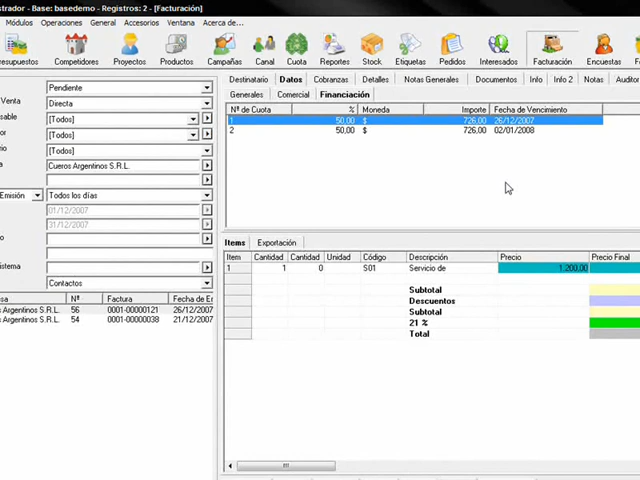 strador - Base: basedemo - Registros: 2 - [Facturación]
Módulos Operaciones General Accesorios Ventana Acerca de...
esupuestos Competidores Proyectos Productos Campañas Canal Cuota Reportes Stock Etiquetas Pedidos Interesados Facturación Encuestas Fe
Pendiente
Venta Directa
sable [Todos]
or [Todos]
rio [Todos]
a Cueros Argentinos S.R.L.
Emisión Todos los días
01/12/2007
31/12/2007
o
istema
Contactos
sa Nº Factura Fecha de E
s Argentinos S.R.L. 56 0001-00000121 26/12/2007
s Argentinos S.R.L. 54 0001-00000038 21/12/2007
Destinatario Datos Cobranzas Detalles Notas Generales Documentos Info Info 2 Notas Auditor
Generales Comercial Financiación
Nº de Cuota % Moneda Importe Fecha de Vencimiento
1 50,00 $ 726,00 26/12/2007
2 50,00 $ 726,00 02/01/2008
Items Exportación
Item Cantidad Cantidad Unidad Código Descripción Precio Precio Final
1 1 0 S01 Servicio de 1.200,00
Subtotal
Descuentos
Subtotal
21 %
Total